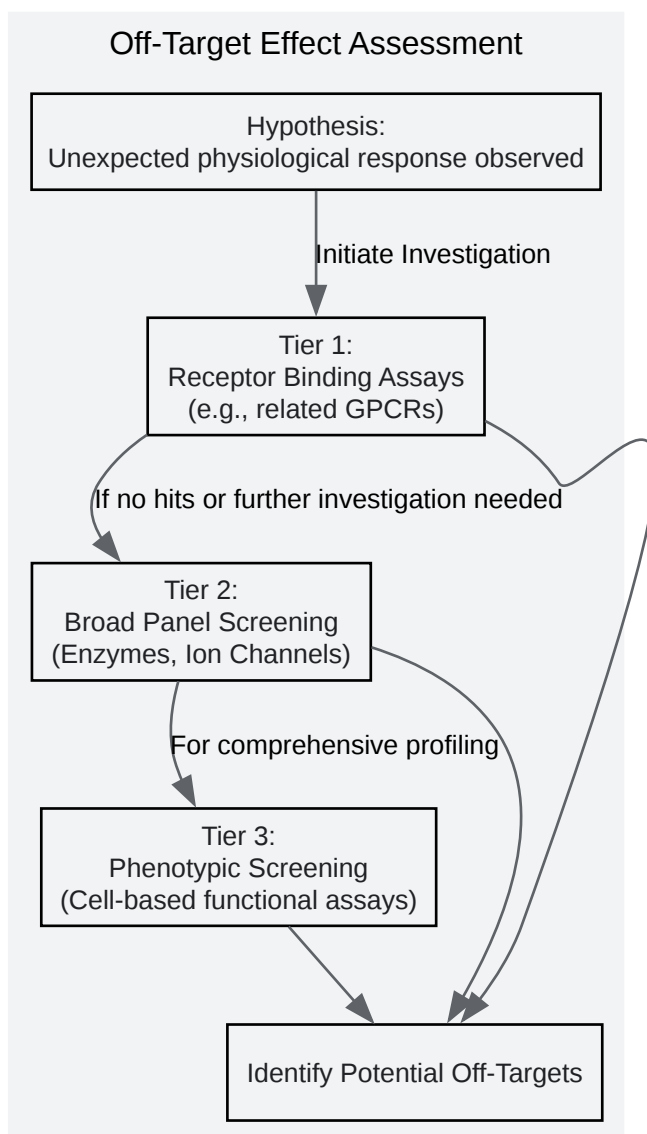 Off-Target Effect Assessment
Hypothesis:
Unexpected physiological response observed
Initiate Investigation
Tier 1:
Receptor Binding Assays
(e.g., related GPCRs)
If no hits or further investigation needed
Tier 2:
Broad Panel Screening
(Enzymes, Ion Channels)
For comprehensive profiling
Tier 3:
Phenotypic Screening
(Cell-based functional assays)
Identify Potential Off-Targets